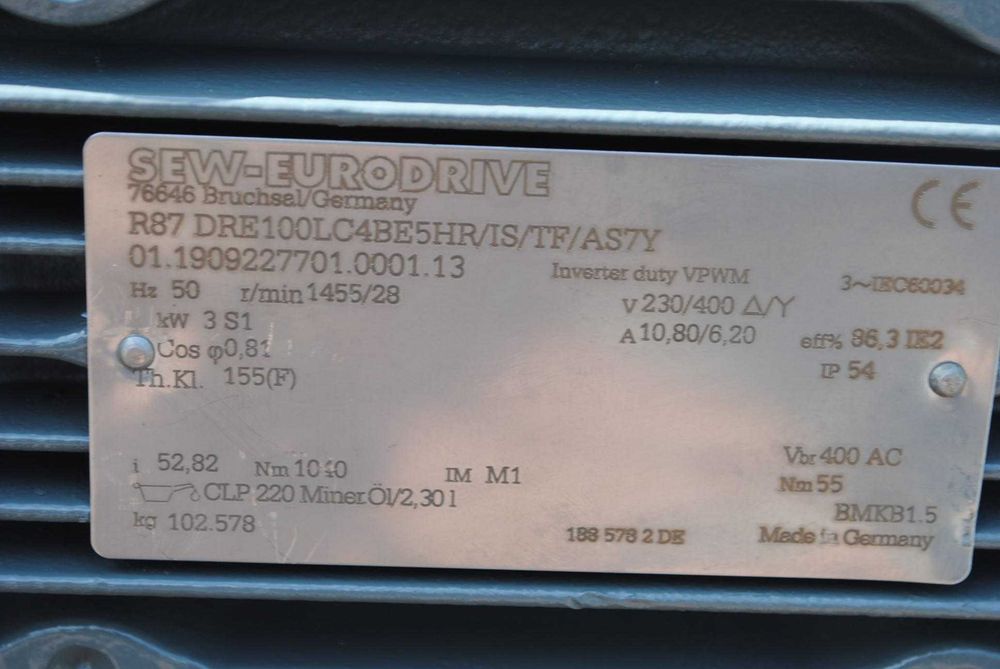 SEW-EURODRIVE
76646 Bruchsal/Germany
CE
R87 DRE100LC4BE5HR/IS/TF/AS7Y
01.1909227701.0001.13 Inverter duty VPWM 3~IEC60034
Hz 50 r/min 1455/28 V 230/400 Δ/Y
kW 3 S1 A 10,80/6,20 eff% 86,3 IE2
Cos φ 0,81 IP 54
Th.Kl. 155(F)
i 52,82 Nm 1040 IM M1 Vbr 400 AC
CLP 220 Miner.Öl/2,30 l Nm 55
kg 102.578 BMKB1.5
188 578 2 DE Made in Germany